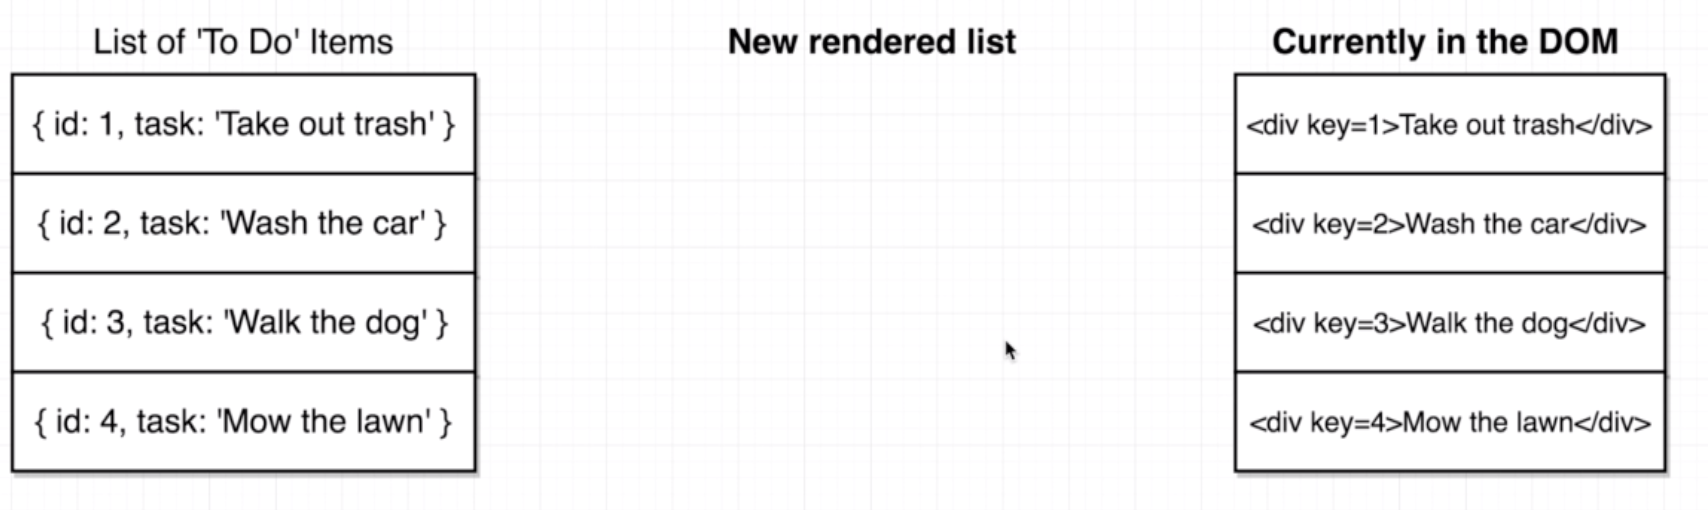 List of 'To Do' Items
{ id: 1, task: 'Take out trash' }
{ id: 2, task: 'Wash the car' }
{ id: 3, task: 'Walk the dog' }
{ id: 4, task: 'Mow the lawn' }
New rendered list
Currently in the DOM
<div key=1>Take out trash</div>
<div key=2>Wash the car</div>
<div key=3>Walk the dog</div>
<div key=4>Mow the lawn</div>